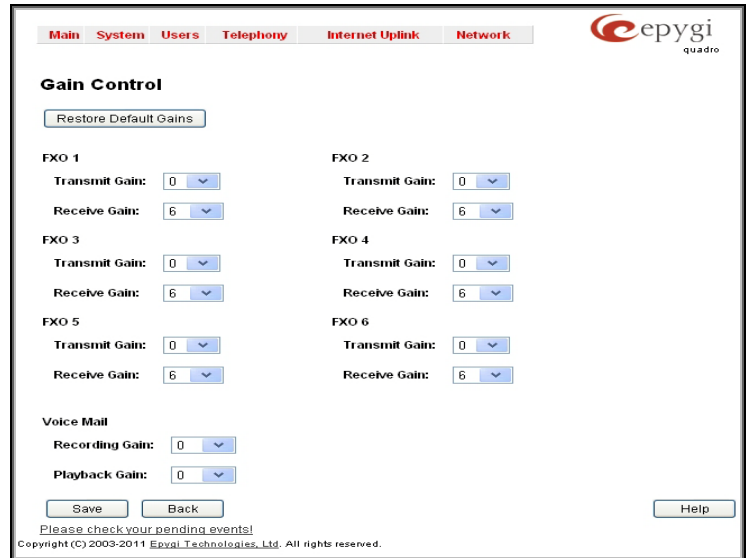 Main System Users Telephony Internet Uplink Network
epygi
quadro
Gain Control
Restore Default Gains
FXO 1 FXO 2
Transmit Gain: 0 Transmit Gain: 0
Receive Gain: 6 Receive Gain: 6
FXO 3 FXO 4
Transmit Gain: 0 Transmit Gain: 0
Receive Gain: 6 Receive Gain: 6
FXO 5 FXO 6
Transmit Gain: 0 Transmit Gain: 0
Receive Gain: 6 Receive Gain: 6
Voice Mail
Recording Gain: 0
Playback Gain: 0
Save Back Help
Please check your pending events!
Copyright (C) 2003-2011 Epygi Technologies, Ltd. All rights reserved.